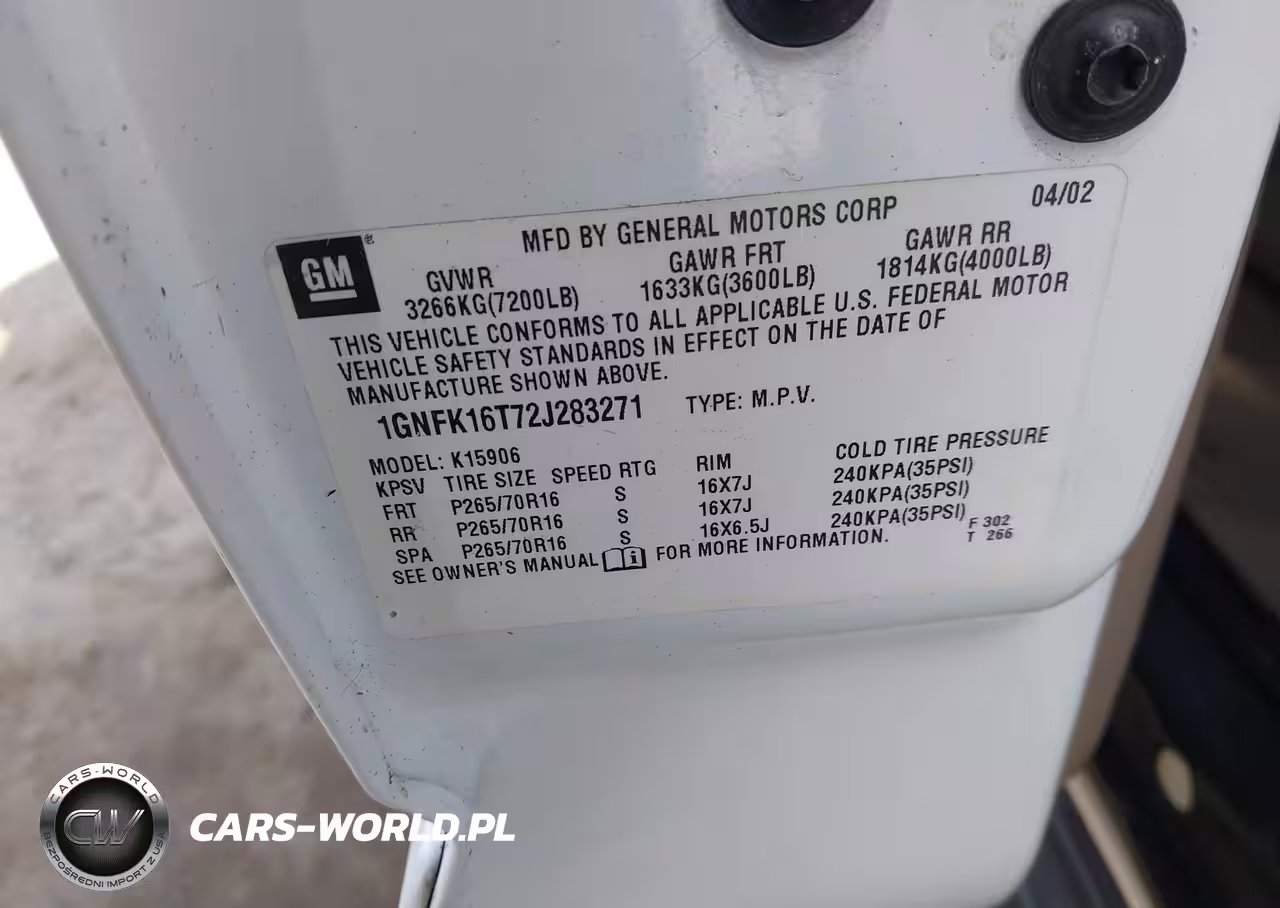 04/02
MFD BY GENERAL MOTORS CORP
GM®
GVWR GAWR FRT GAWR RR
3266KG(7200LB) 1633KG(3600LB) 1814KG(4000LB)
THIS VEHICLE CONFORMS TO ALL APPLICABLE U.S. FEDERAL MOTOR
VEHICLE SAFETY STANDARDS IN EFFECT ON THE DATE OF
MANUFACTURE SHOWN ABOVE.
1GNFK16T72J283271 TYPE: M.P.V.
MODEL: K15906
KPSV TIRE SIZE SPEED RTG RIM COLD TIRE PRESSURE
FRT P265/70R16 S 16X7J 240KPA(35PSI)
RR P265/70R16 S 16X7J 240KPA(35PSI)
SPA P265/70R16 S 16X6.5J 240KPA(35PSI)
SEE OWNER'S MANUAL FOR MORE INFORMATION.
F 302
T 266
CARS-WORLD
CW
BEZPOŚREDNI IMPORT Z USA
CARS-WORLD.PL